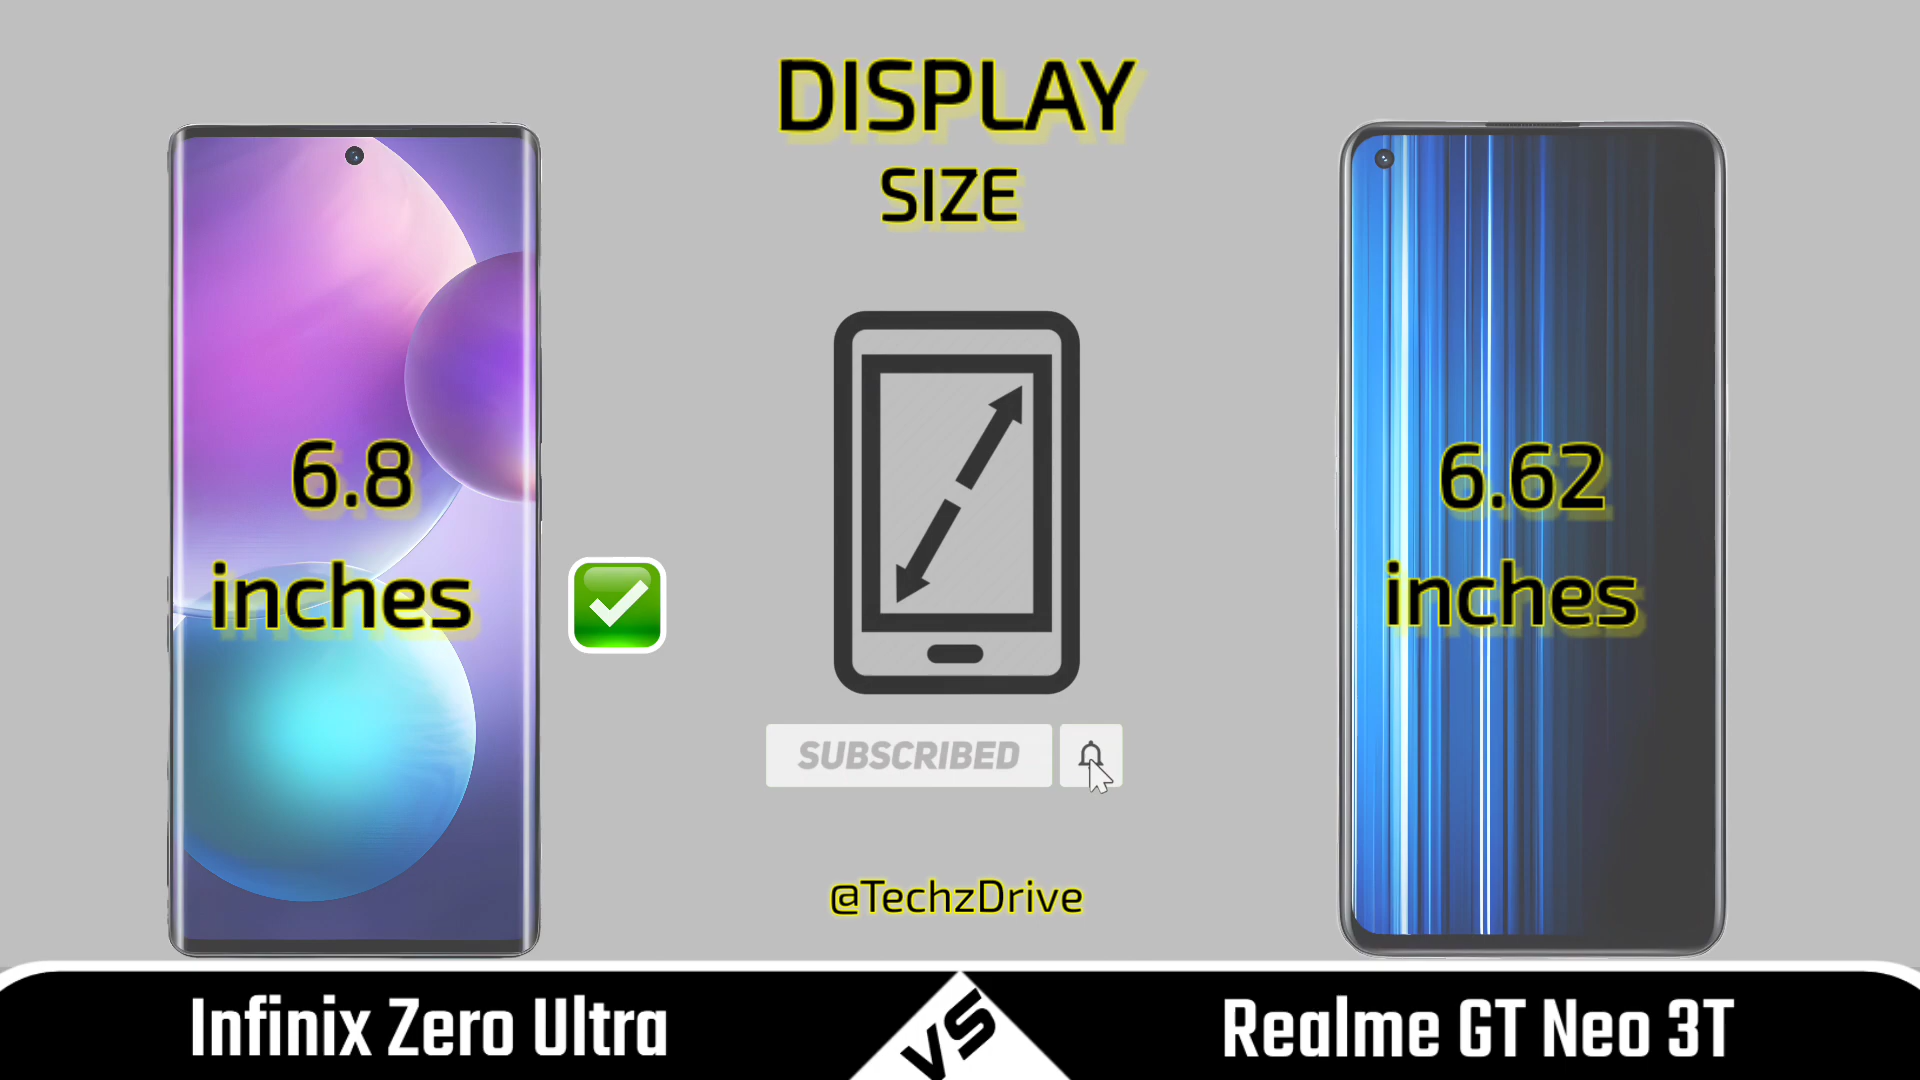 DISPLAY
SIZE
6.8
inches
6.62
inches
SUBSCRIBED
@TechzDrive
Infinix Zero Ultra
VS
Realme GT Neo 3T